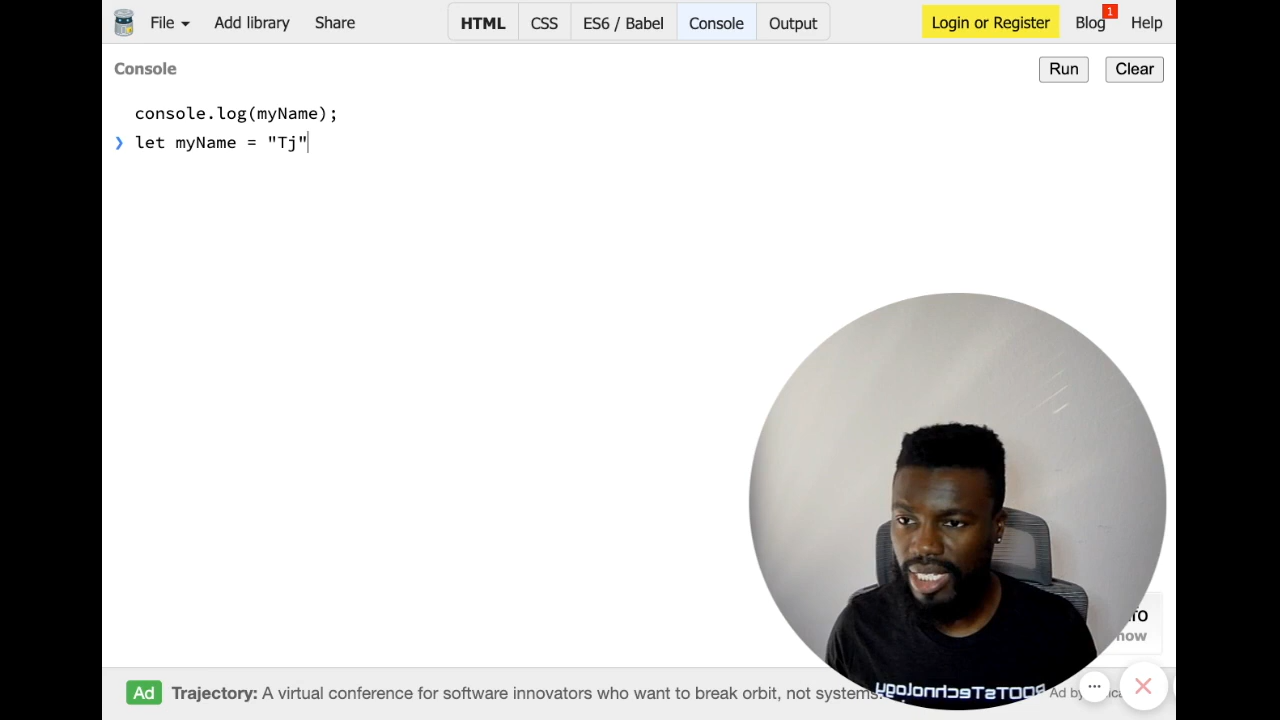 File Add library Share HTML CSS ES6 / Babel Console Output Login or Register Blog 1 Help
Console Run Clear
console.log(myName);
❯ let myName = "Tj"
Ad Trajectory: A virtual conference for software innovators who want to break orbit, not systems. Ad by